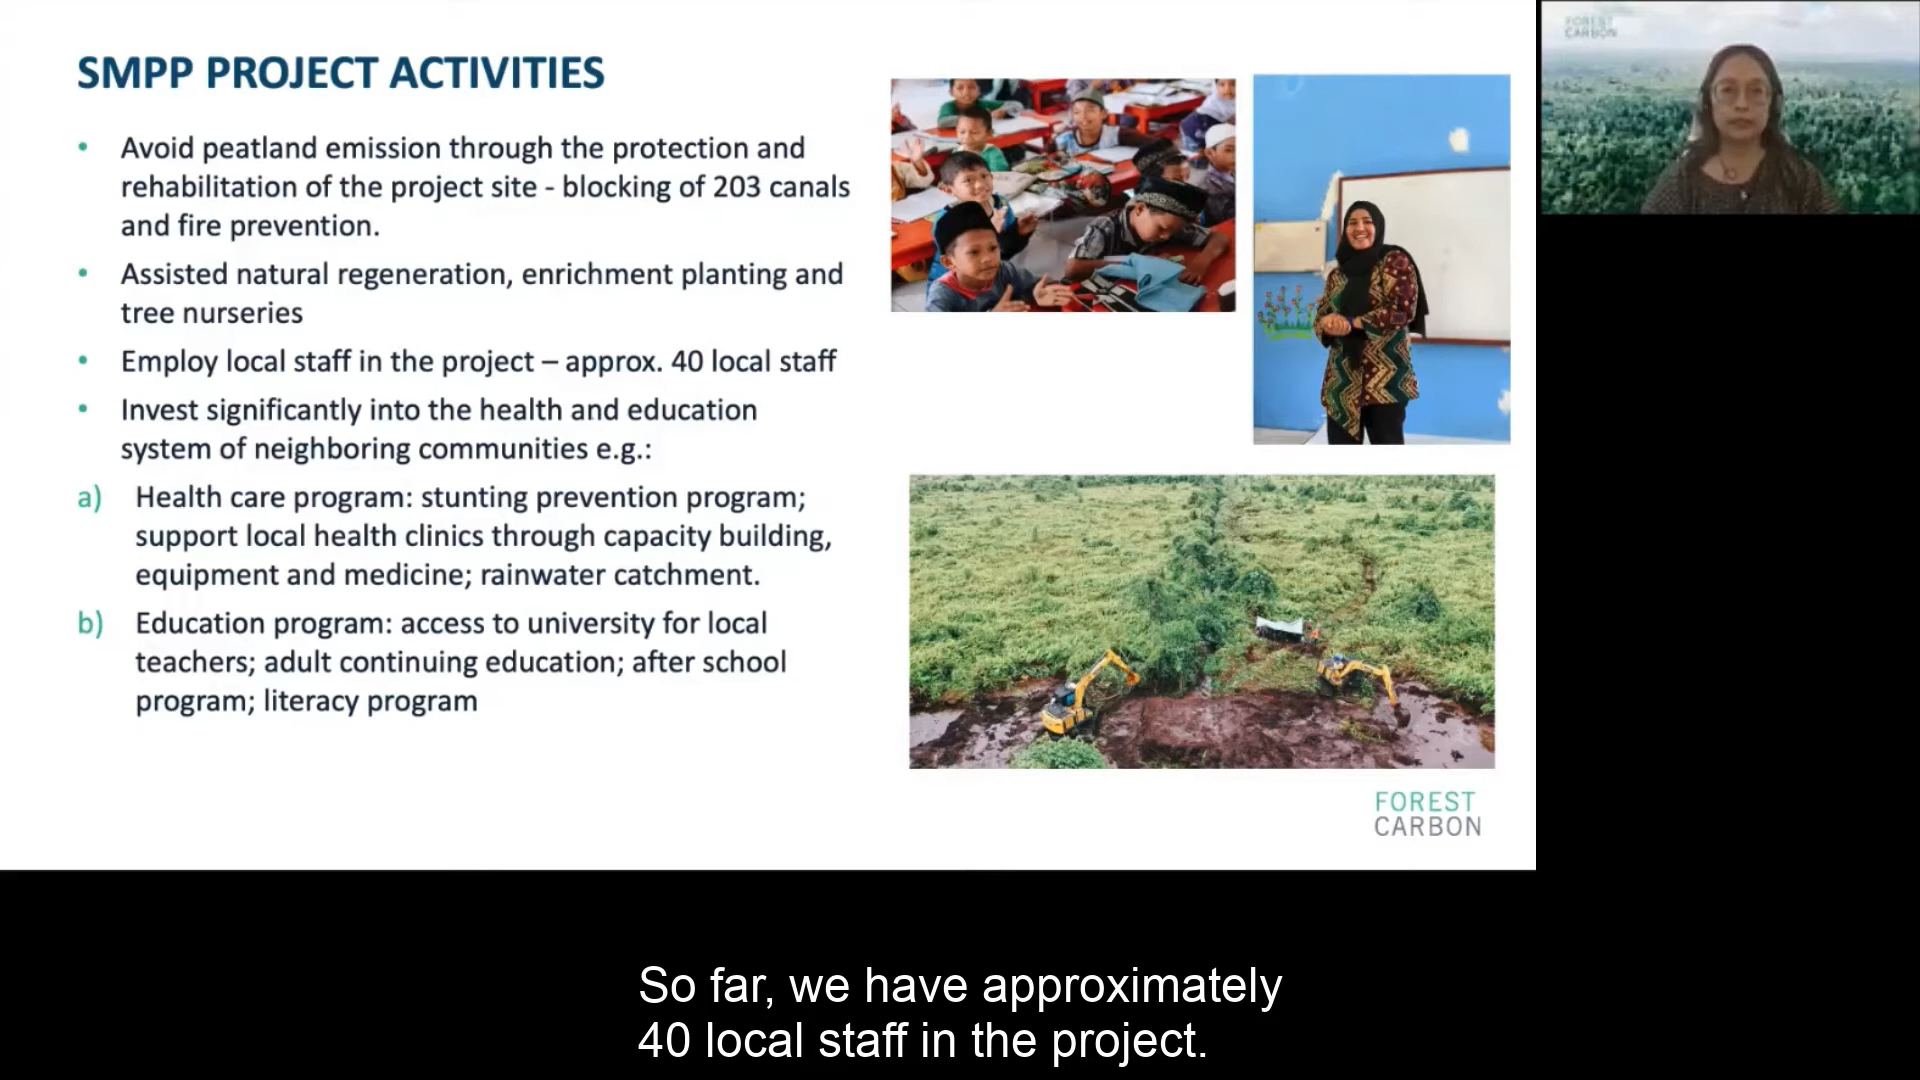 SMPP PROJECT ACTIVITIES
• Avoid peatland emission through the protection and
rehabilitation of the project site - blocking of 203 canals
and fire prevention.
• Assisted natural regeneration, enrichment planting and
tree nurseries
• Employ local staff in the project – approx. 40 local staff
• Invest significantly into the health and education
system of neighboring communities e.g.:
a) Health care program: stunting prevention program;
support local health clinics through capacity building,
equipment and medicine; rainwater catchment.
b) Education program: access to university for local
teachers; adult continuing education; after school
program; literacy program
FOREST
CARBON
FOREST
CARBON
So far, we have approximately
40 local staff in the project.